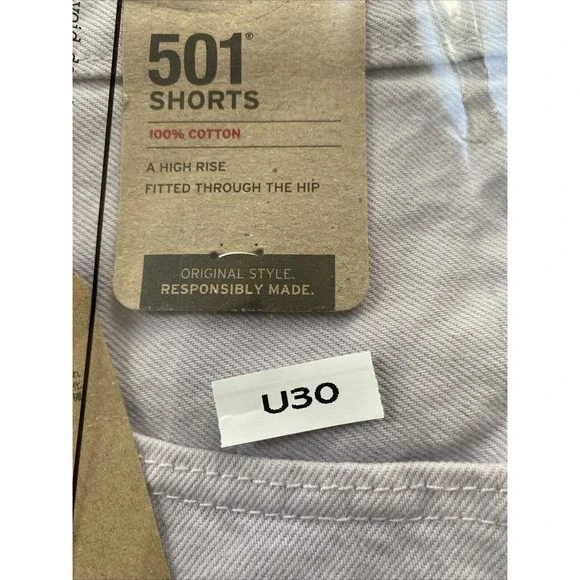 501®
SHORTS
100% COTTON
A HIGH RISE
FITTED THROUGH THE HIP
ORIGINAL STYLE.
RESPONSIBLY MADE.
U30